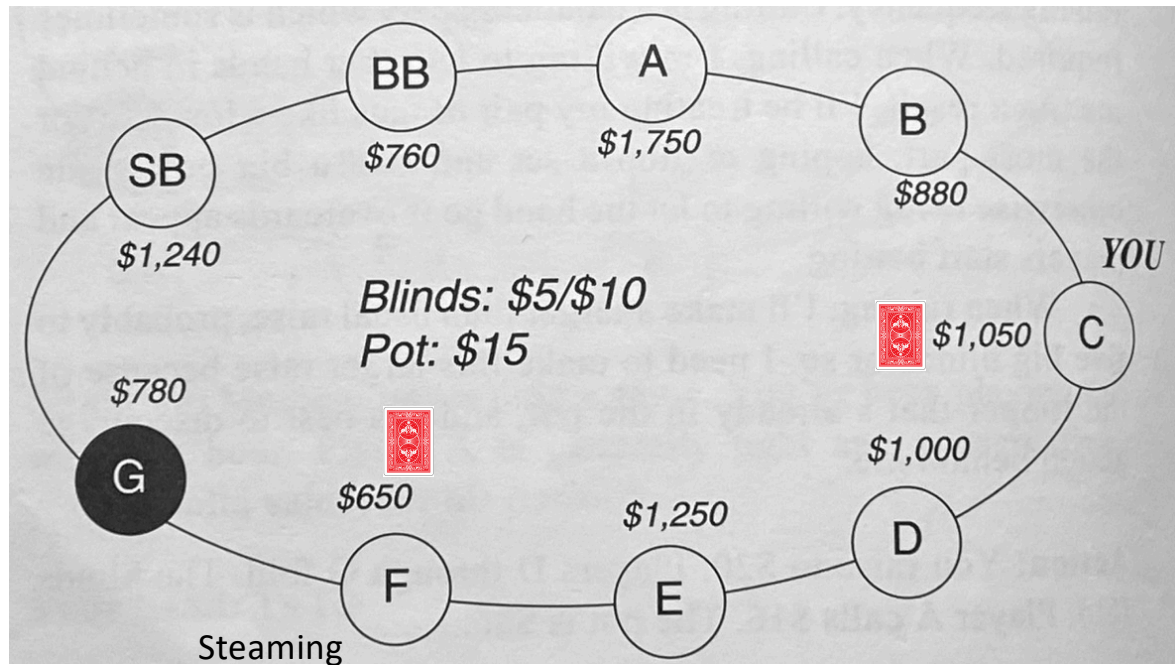 BB
A
B
SB
$760
$1,750
$880
$1,240
YOU
Blinds: $5/$10
Pot: $15
$1,050
C
$780
$1,000
G
$650
$1,250
D
F
E
Steaming